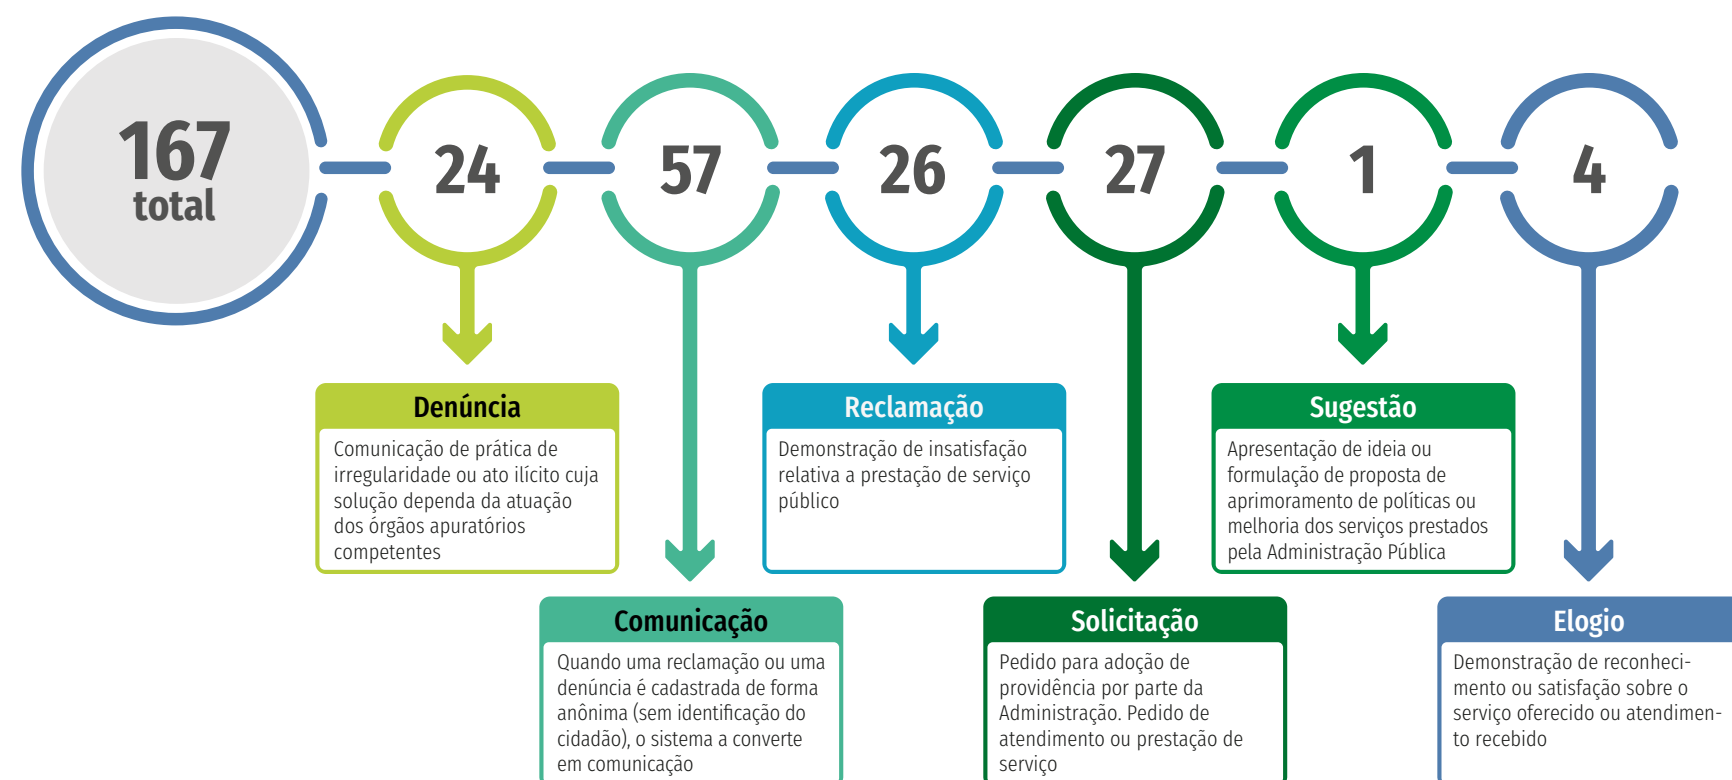 167
total
24
57
26
27
1
4
Denúncia
Comunicação de prática de
irregularidade ou ato ilícito cuja
solução dependa da atuação
dos órgãos apuratórios
competentes
Comunicação
Quando uma reclamação ou uma
denúncia é cadastrada de forma
anônima (sem identificação do
cidadão), o sistema a converte
em comunicação
Reclamação
Demonstração de insatisfação
relativa a prestação de serviço
público
Solicitação
Pedido para adoção de
providência por parte da
Administração. Pedido de
atendimento ou prestação de
serviço
Sugestão
Apresentação de ideia ou
formulação de proposta de
aprimoramento de políticas ou
melhoria dos serviços prestados
pela Administração Pública
Elogio
Demonstração de reconheci-
mento ou satisfação sobre o
serviço oferecido ou atendimen-
to recebido